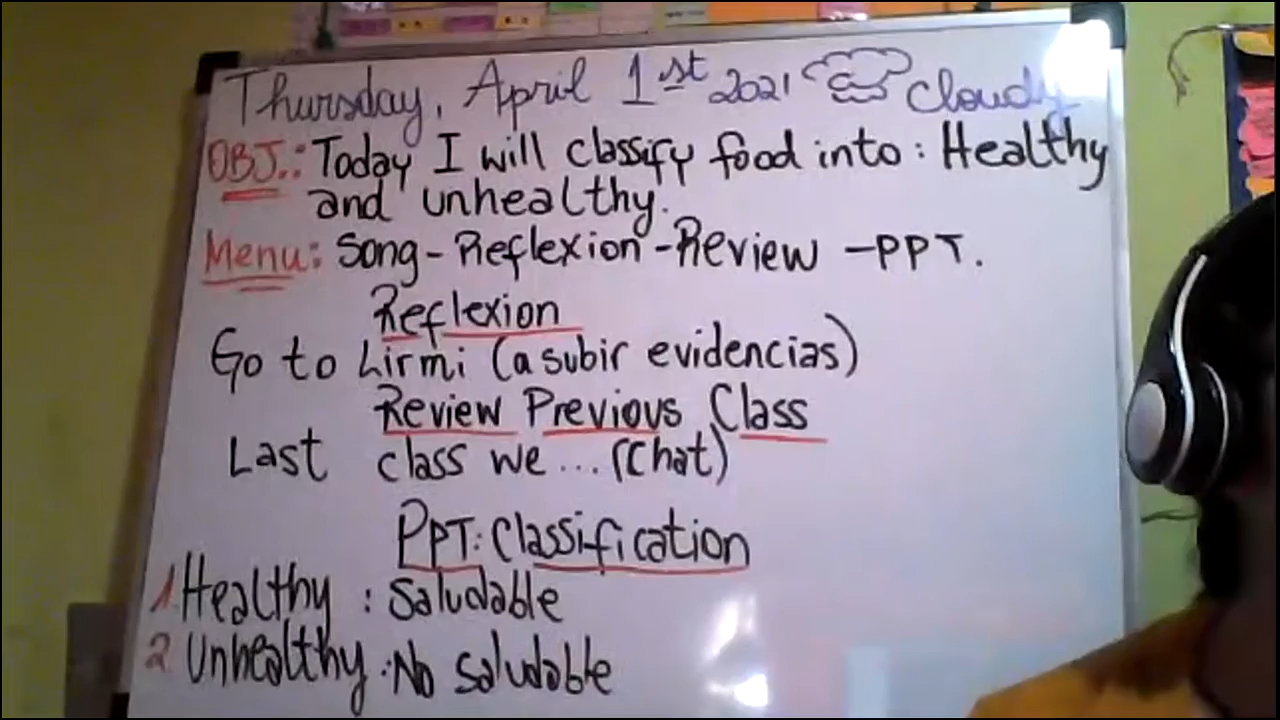 Thursday, April 1st 2021 Cloudy
OBJ.: Today I will classify food into: Healthy
and unhealthy.
Menu: Song - Reflexion - Review - PPT.
Reflexion
Go to Lirmi (a subir evidencias)
Review Previous Class
Last class we ... (Chat)
PPT: Classification
1. Healthy : Saludable
2. Unhealthy : No saludable